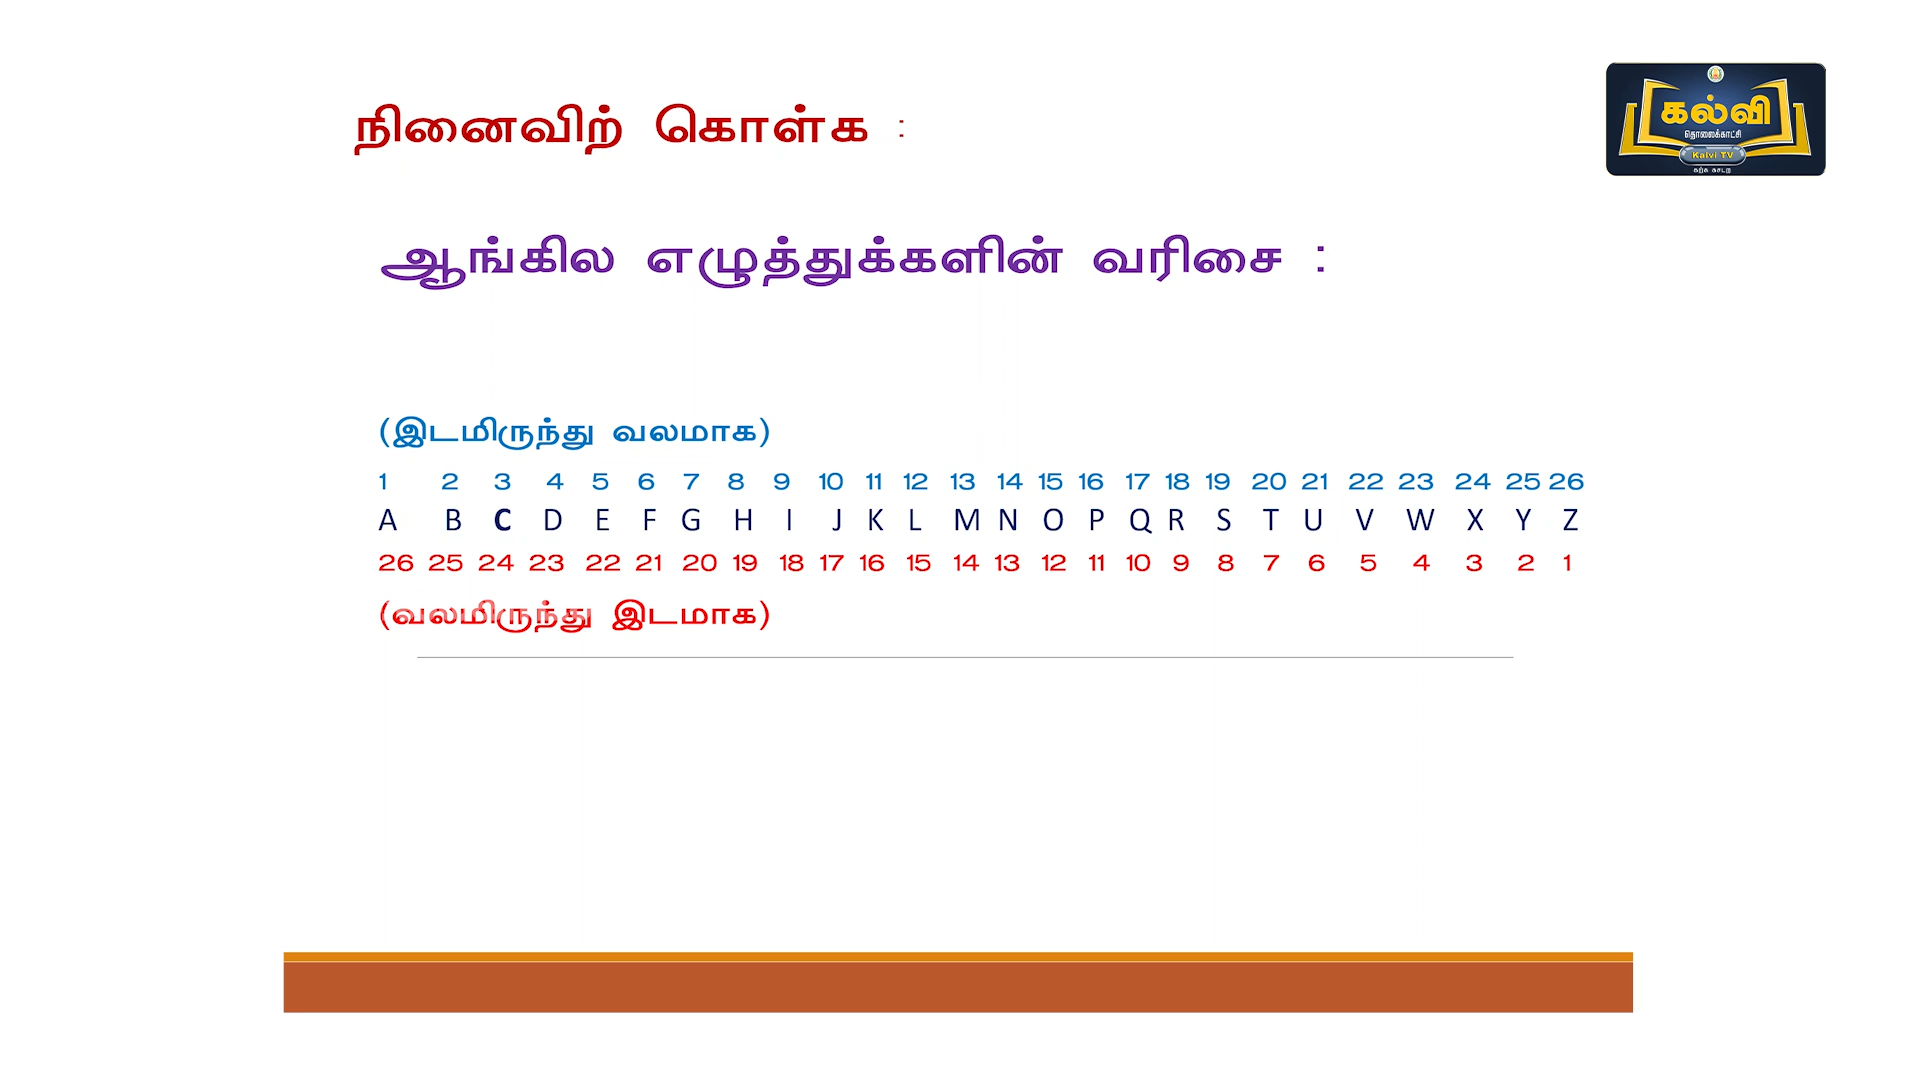 நினைவிற் கொள்க :
கல்வி
தொலைக்காட்சி
Kalvi TV
கற்க கசடற
ஆங்கில எழுத்துக்களின் வரிசை :
(இடமிருந்து வலமாக)
1 2 3 4 5 6 7 8 9 10 11 12 13 14 15 16 17 18 19 20 21 22 23 24 25 26
A B C D E F G H I J K L M N O P Q R S T U V W X Y Z
26 25 24 23 22 21 20 19 18 17 16 15 14 13 12 11 10 9 8 7 6 5 4 3 2 1
(வலமிருந்து இடமாக)